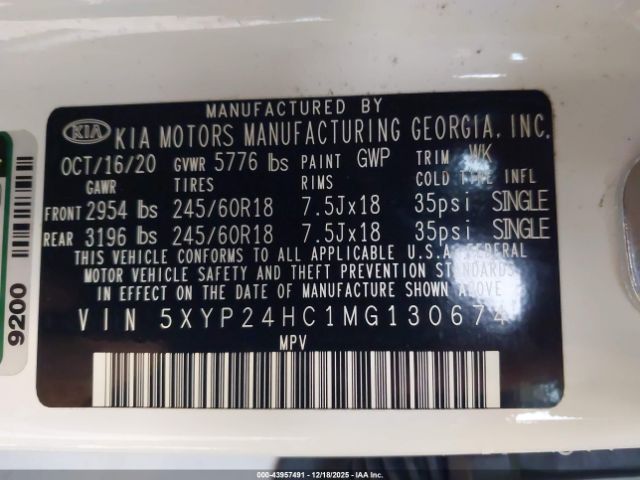 MANUFACTURED BY
KIA KIA MOTORS MANUFACTURING GEORGIA, INC.
OCT/16/20 GVWR 5776 lbs PAINT GWP TRIM WK
GAWR TIRES RIMS COLD TIRE INFL
FRONT 2954 lbs 245/60R18 7.5Jx18 35psi SINGLE
REAR 3196 lbs 245/60R18 7.5Jx18 35psi SINGLE
THIS VEHICLE CONFORMS TO ALL APPLICABLE U.S.A. FEDERAL
MOTOR VEHICLE SAFETY AND THEFT PREVENTION STANDARDS
IN EFFECT ON THE DATE OF MANUFACTURE SHOWN ABOVE
VIN 5XYP24HC1MG130674
MPV
9200
000-43957491 - 12/18/2025 - IAA Inc.